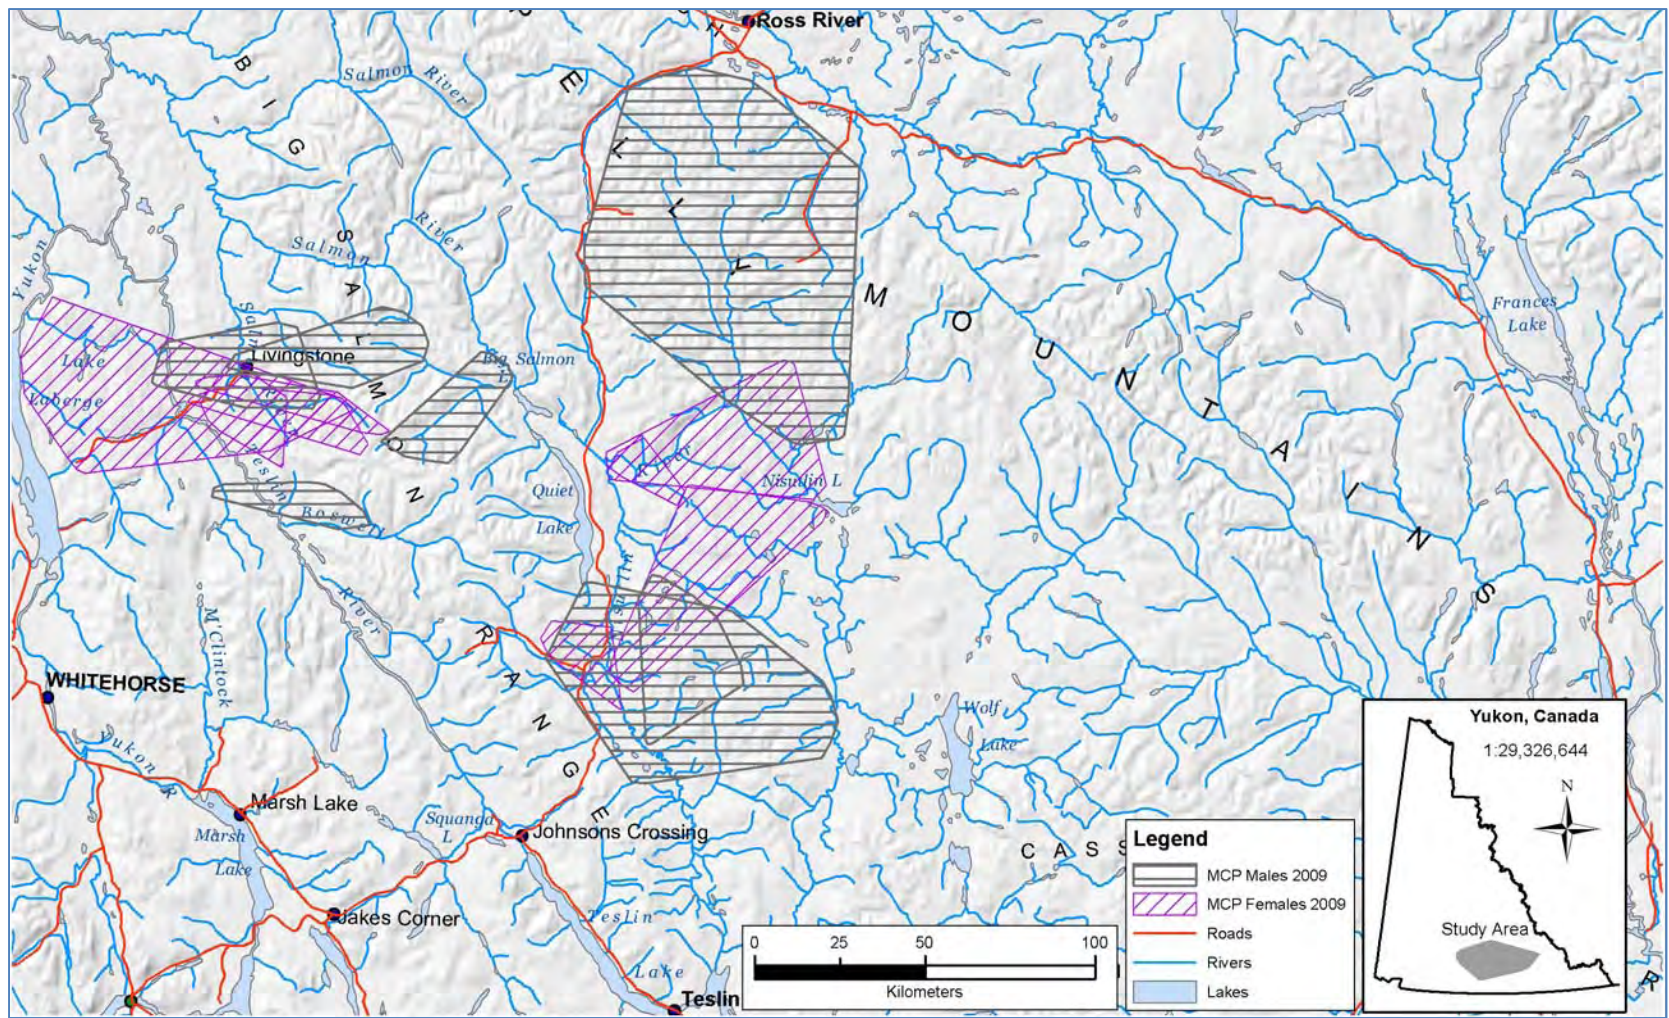 Ross River
Salmon River
BIG SALMON RANGE
PELLY MOUNTAINS
Salmon River
Yukon
Frances
Lake
Livingstone
Lake
Laberge
Big Salmon
L
River
Nisutlin L
Quiet
Lake
Teslin
Boswell
River
Nisutlin
M'Clintock
WHITEHORSE
Yukon R
Wolf
Lake
Marsh Lake
Marsh
Lake
Squanga
L
Johnsons Crossing
Jakes Corner
Teslin
Lake
Teslin
CASS
R
Legend
MCP Males 2009
MCP Females 2009
Roads
Rivers
Lakes
0 25 50 100
Kilometers
Yukon, Canada
1:29,326,644
N
Study Area